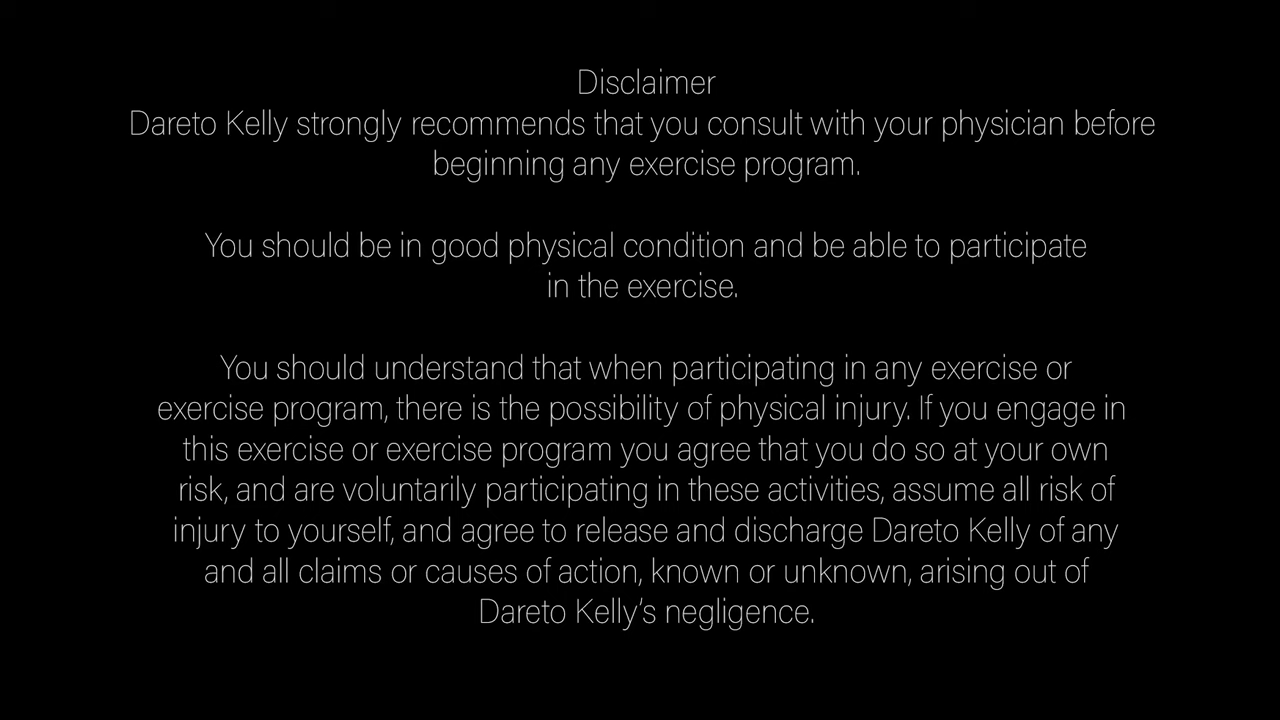 Disclaimer
Dareto Kelly strongly recommends that you consult with your physician before
beginning any exercise program.
You should be in good physical condition and be able to participate
in the exercise.
You should understand that when participating in any exercise or
exercise program, there is the possibility of physical injury. If you engage in
this exercise or exercise program you agree that you do so at your own
risk, and are voluntarily participating in these activities, assume all risk of
injury to yourself, and agree to release and discharge Dareto Kelly of any
and all claims or causes of action, known or unknown, arising out of
Dareto Kelly's negligence.